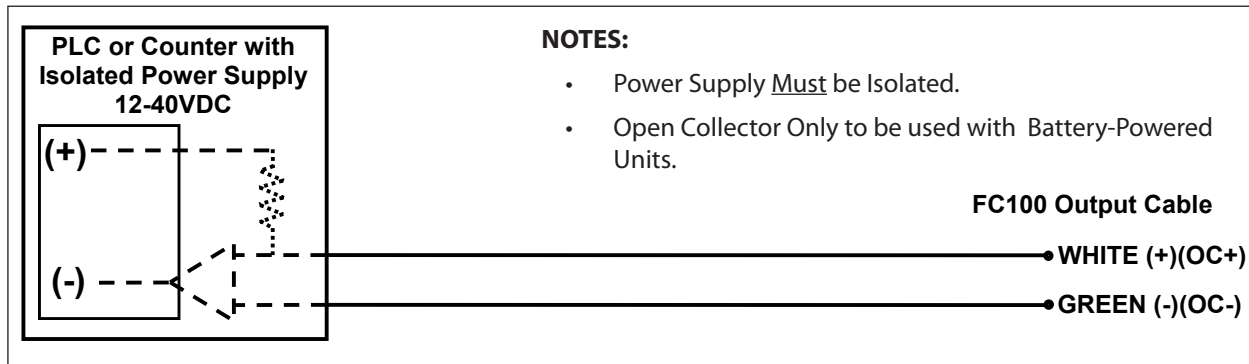 PLC or Counter with
Isolated Power Supply
12-40VDC
(+)
(-)
NOTES:
• Power Supply Must be Isolated.
• Open Collector Only to be used with Battery-Powered
Units.
FC100 Output Cable
WHITE (+)(OC+)
GREEN (-)(OC-)